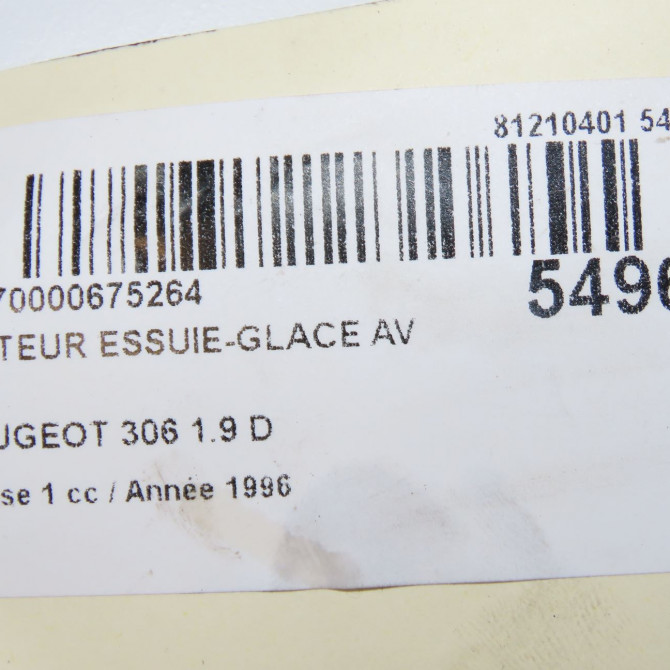 81210401 54
70000675264
5496
TEUR ESSUIE-GLACE AV
UGEOT 306 1.9 D
se 1 cc / Année 1996